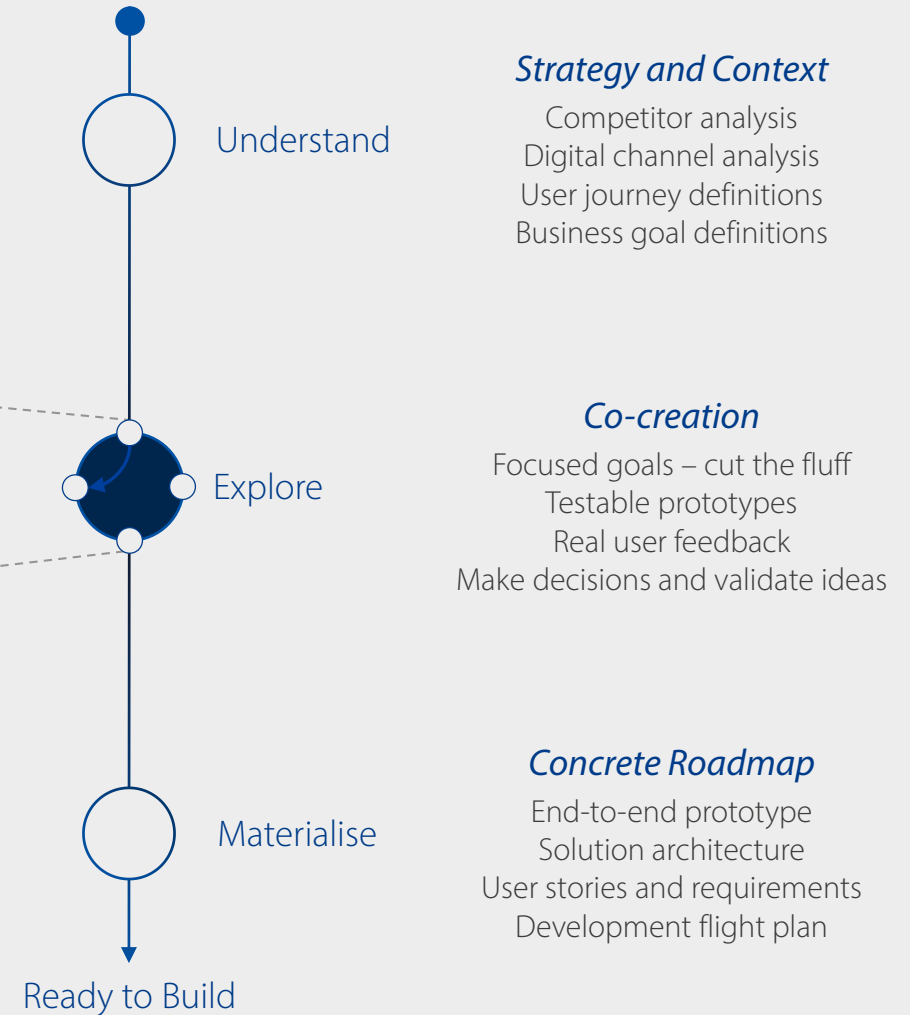 Understand
Strategy and Context
Competitor analysis
Digital channel analysis
User journey definitions
Business goal definitions
Explore
Co-creation
Focused goals – cut the fluff
Testable prototypes
Real user feedback
Make decisions and validate ideas
Materialise
Concrete Roadmap
End-to-end prototype
Solution architecture
User stories and requirements
Development flight plan
Ready to Build